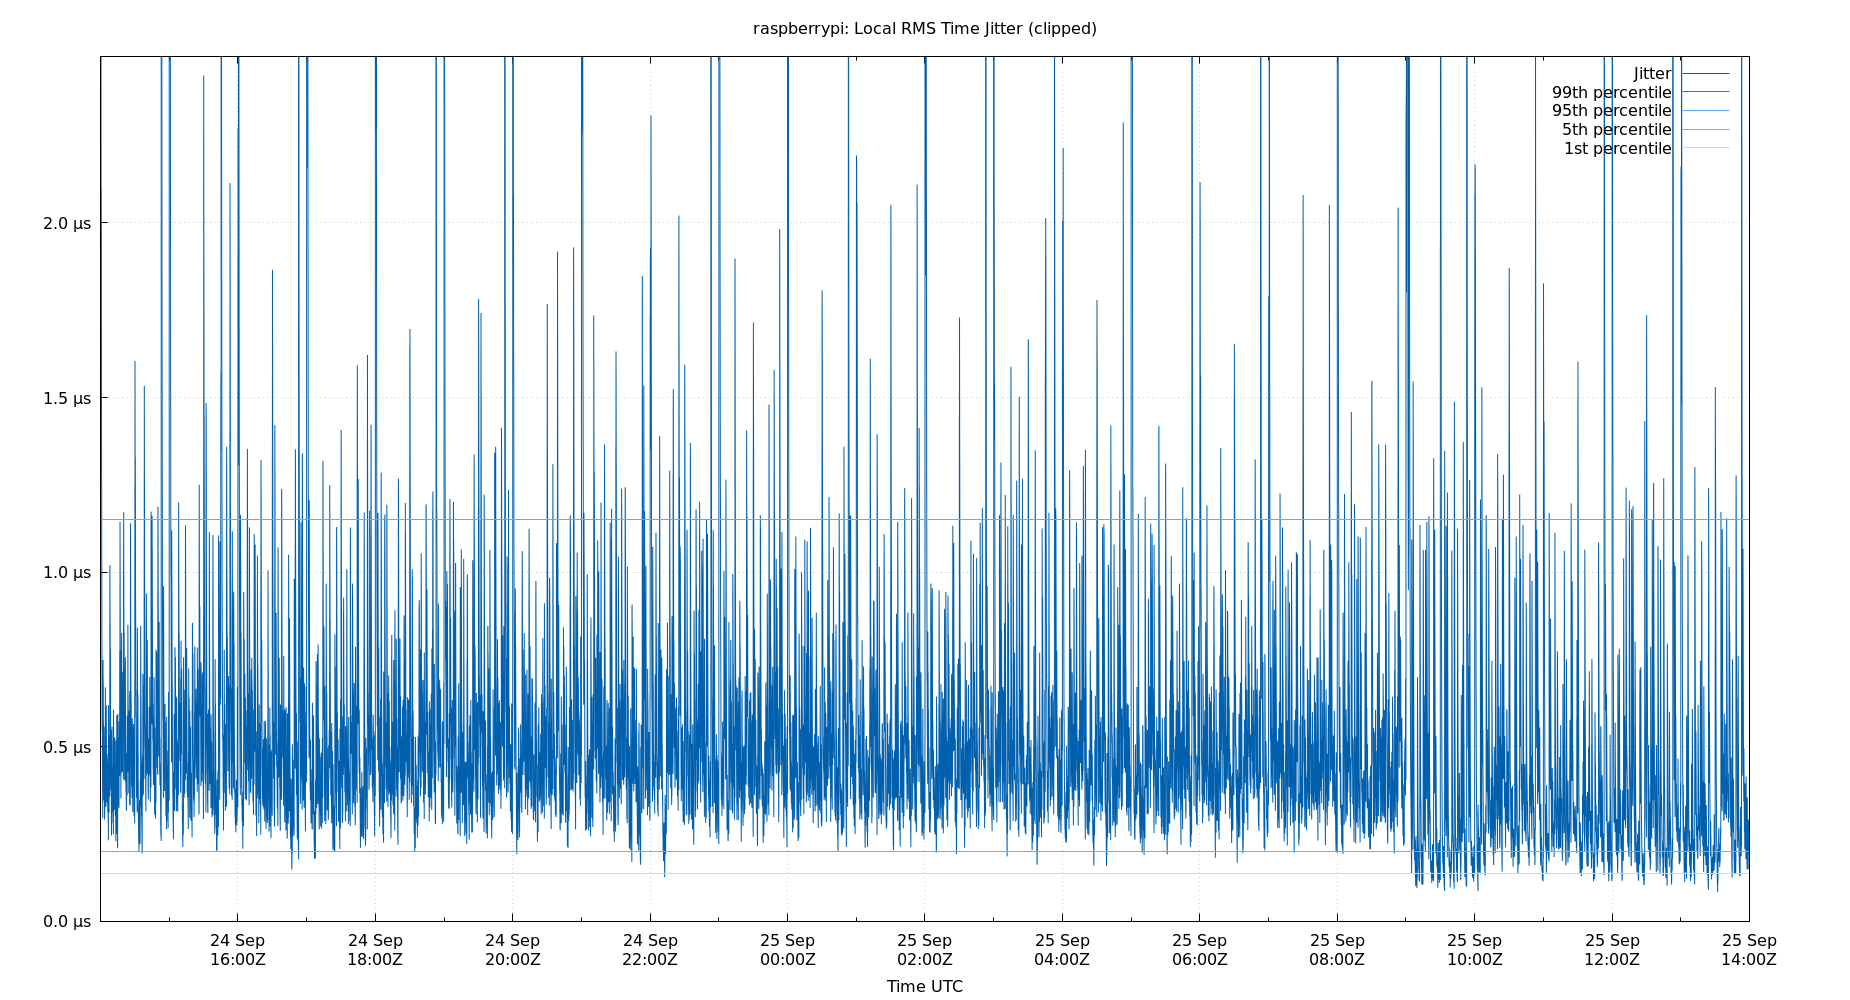 raspberrypi: Local RMS Time Jitter (clipped)
Jitter
99th percentile
95th percentile
5th percentile
1st percentile
2.0 µs
1.5 µs
1.0 µs
0.5 µs
0.0 µs
24 Sep 24 Sep 24 Sep 24 Sep 25 Sep 25 Sep 25 Sep 25 Sep 25 Sep 25 Sep 25 Sep 25 Sep
16:00Z 18:00Z 20:00Z 22:00Z 00:00Z 02:00Z 04:00Z 06:00Z 08:00Z 10:00Z 12:00Z 14:00Z
Time UTC